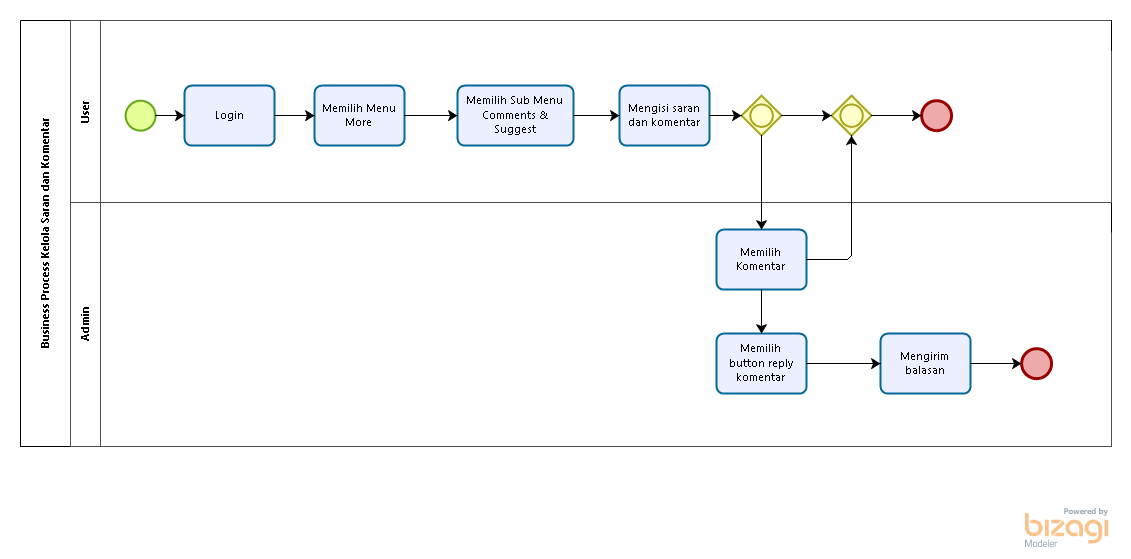 Business Process Kelola Saran dan Komentar
User
Login
Memilih Menu
More
Memilih Sub Menu
Comments &
Suggest
Mengisi saran
dan komentar
Admin
Memilih
Komentar
Memilih
button reply
komentar
Mengirim
balasan
Powered by
bizagi
Modeler